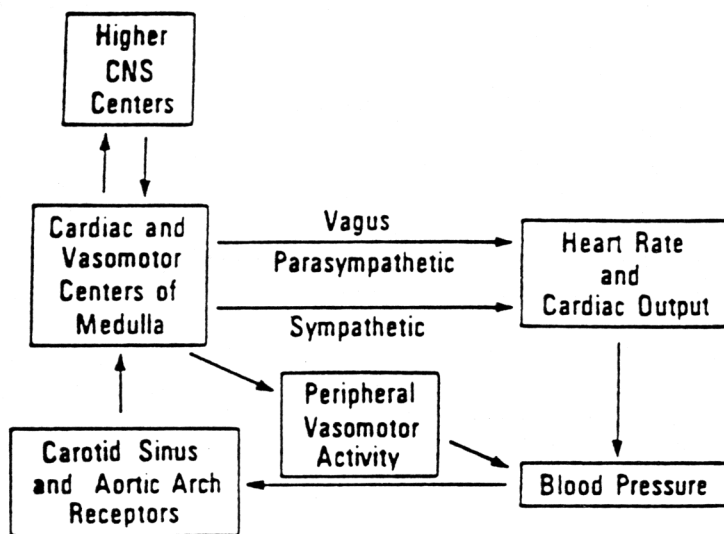 Higher
CNS
Centers
Cardiac and
Vasomotor
Centers of
Medulla
Vagus
Parasympathetic
Sympathetic
Heart Rate
and
Cardiac Output
Peripheral
Vasomotor
Activity
Carotid Sinus
and Aortic Arch
Receptors
Blood Pressure